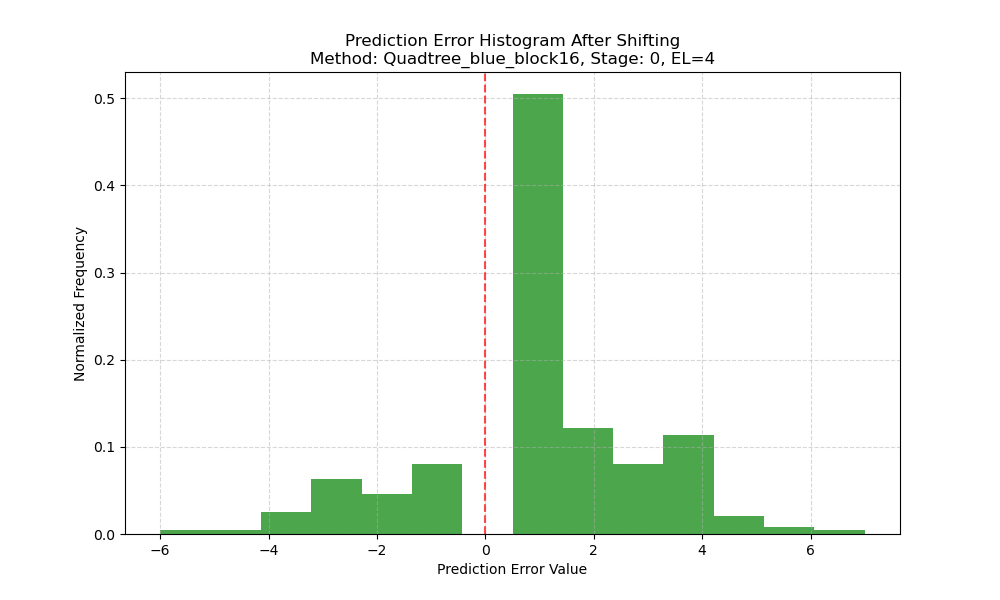 Prediction Error Histogram After Shifting
Method: Quadtree_blue_block16, Stage: 0, EL=4
Normalized Frequency
0.5
0.4
0.3
0.2
0.1
0.0
−6 −4 −2 0 2 4 6
Prediction Error Value